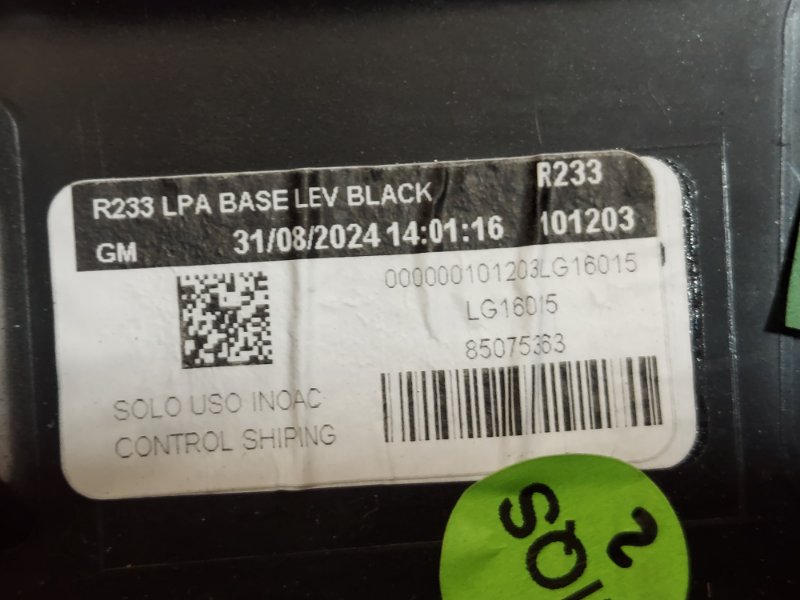 R233 LPA BASE LEV BLACK R233
GM 31/08/2024 14:01:16 101203
000000101203LG16015
LG16015
85075363
SOLO USO INOAC
CONTROL SHIPING